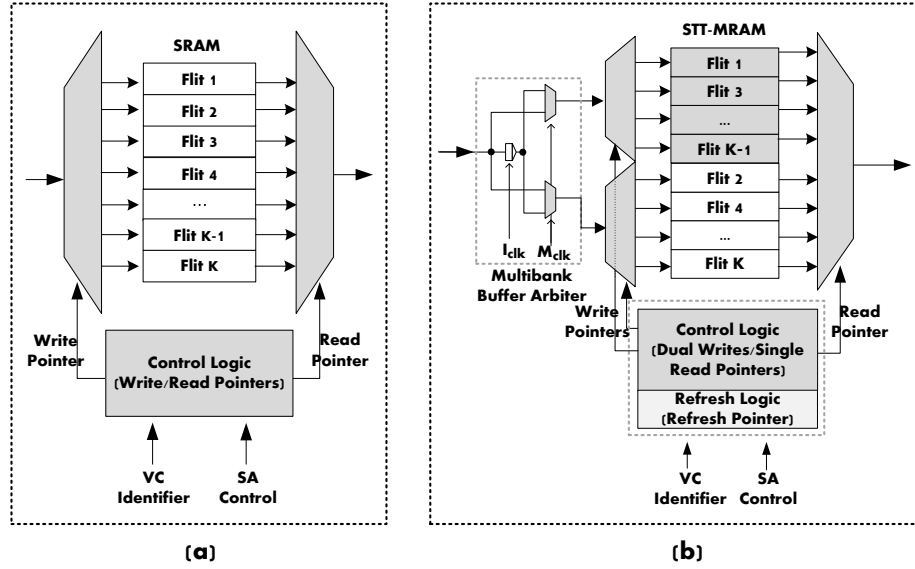 SRAM
Flit 1
Flit 2
Flit 3
Flit 4
...
Flit K-1
Flit K
Write
Pointer
Read
Pointer
Control Logic
(Write/Read Pointers)
VC
Identifier
SA
Control
(a)
STT-MRAM
Flit 1
Flit 3
...
Flit K-1
Flit 2
Flit 4
...
Flit K
Iclk
Mclk
Multibank
Buffer Arbiter
Write
Pointers
Read
Pointer
Control Logic
(Dual Writes/Single
Read Pointers)
Refresh Logic
(Refresh Pointer)
VC
Identifier
SA
Control
(b)